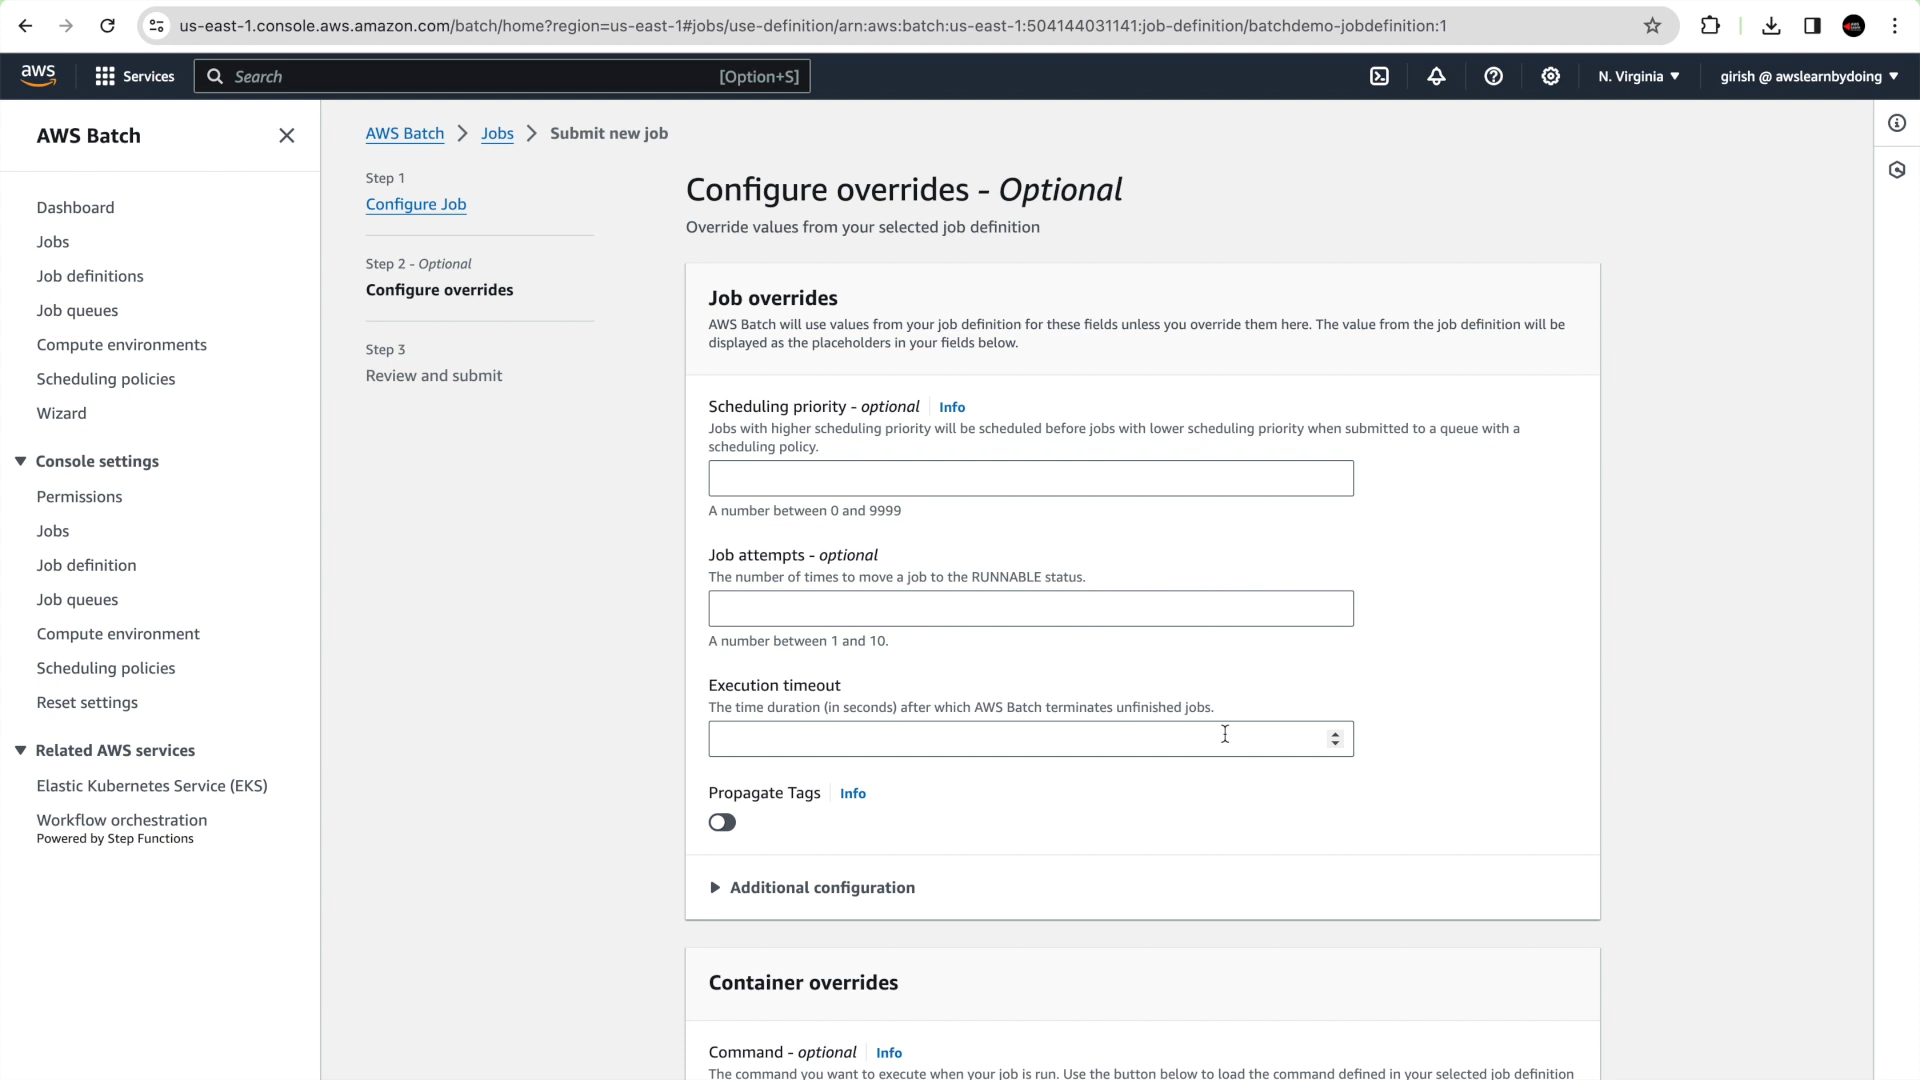 us-east-1.console.aws.amazon.com/batch/home?region=us-east-1#jobs/use-definition/arn:aws:batch:us-east-1:504144031141:job-definition/batchdemo-jobdefinition:1
aws
Services
Search
[Option+S]
N. Virginia
girish @ awslearnbydoing
AWS Batch
Dashboard
Jobs
Job definitions
Job queues
Compute environments
Scheduling policies
Wizard
Console settings
Permissions
Jobs
Job definition
Job queues
Compute environment
Scheduling policies
Reset settings
Related AWS services
Elastic Kubernetes Service (EKS)
Workflow orchestration
Powered by Step Functions
AWS Batch > Jobs > Submit new job
Step 1
Configure Job
Step 2 - Optional
Configure overrides
Step 3
Review and submit
Configure overrides - Optional
Override values from your selected job definition
Job overrides
AWS Batch will use values from your job definition for these fields unless you override them here. The value from the job definition will be
displayed as the placeholders in your fields below.
Scheduling priority - optional Info
Jobs with higher scheduling priority will be scheduled before jobs with lower scheduling priority when submitted to a queue with a
scheduling policy.
A number between 0 and 9999
Job attempts - optional
The number of times to move a job to the RUNNABLE status.
A number between 1 and 10.
Execution timeout
The time duration (in seconds) after which AWS Batch terminates unfinished jobs.
Propagate Tags Info
Additional configuration
Container overrides
Command - optional Info
The command you want to execute when your job is run. Use the button below to load the command defined in your selected job definition